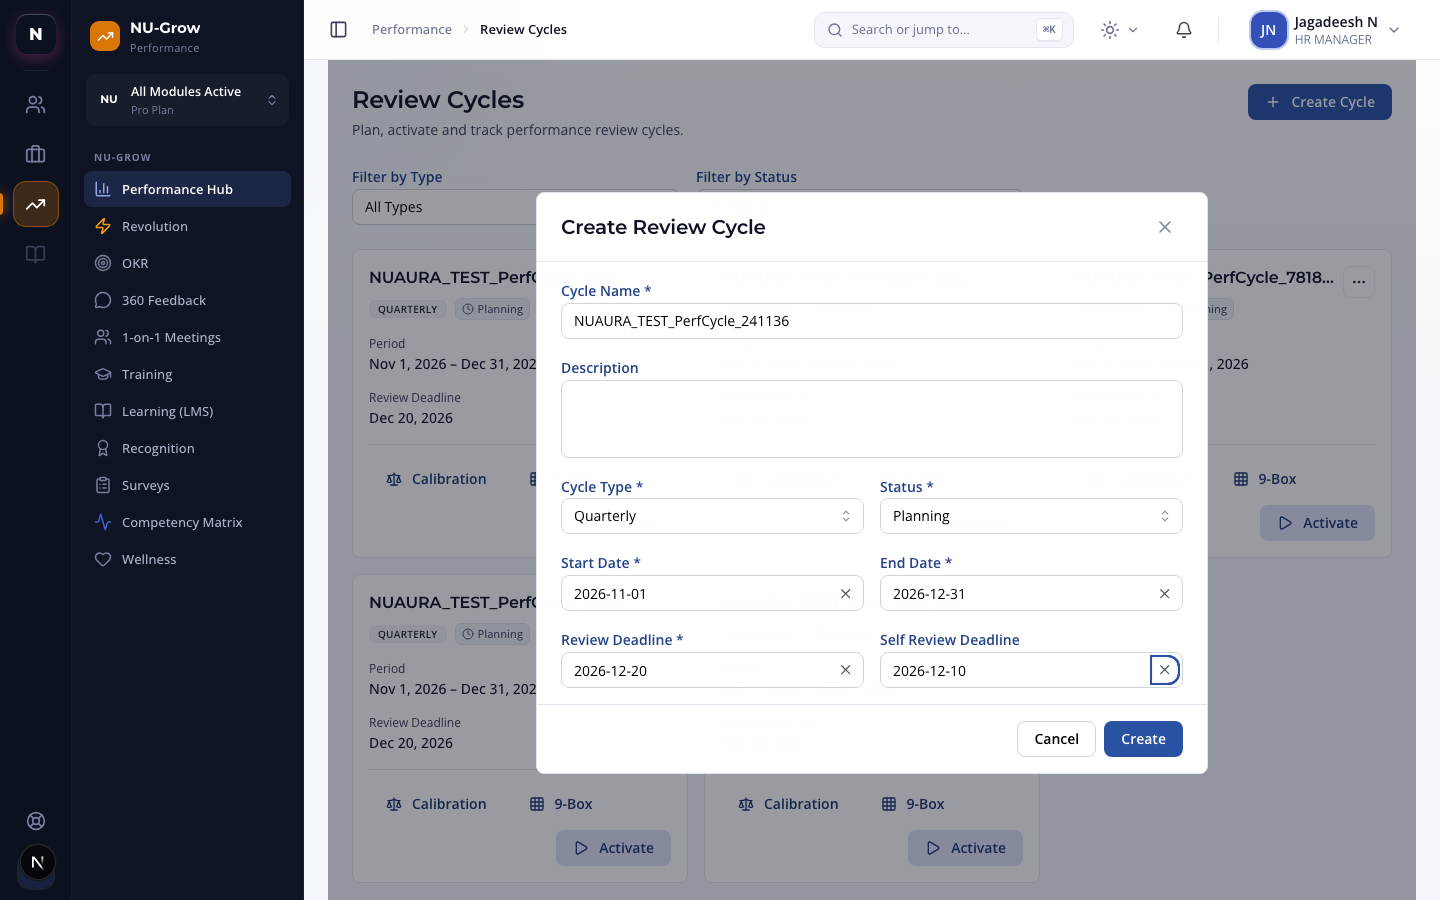 N
NU-Grow
Performance
NU
All Modules Active
Pro Plan
NU-GROW
Performance Hub
Revolution
OKR
360 Feedback
1-on-1 Meetings
Training
Learning (LMS)
Recognition
Surveys
Competency Matrix
Wellness
N
Performance
Review Cycles
Search or jump to...
⌘K
JN
Jagadeesh N
HR MANAGER
Review Cycles
Plan, activate and track performance review cycles.
Create Cycle
Filter by Type
Filter by Status
All Types
NUAURA_TEST_PerfC
QUARTERLY
Planning
Period
Nov 1, 2026 – Dec 31, 202
Review Deadline
Dec 20, 2026
Calibration
PerfCycle_7818...
...
ning
, 2026
9-Box
Activate
NUAURA_TEST_PerfC
QUARTERLY
Planning
Period
Nov 1, 2026 – Dec 31, 202
Review Deadline
Dec 20, 2026
Calibration
9-Box
Activate
Calibration
9-Box
Activate
Create Review Cycle
Cycle Name *
NUAURA_TEST_PerfCycle_241136
Description
Cycle Type *
Status *
Quarterly
Planning
Start Date *
End Date *
2026-11-01
2026-12-31
Review Deadline *
Self Review Deadline
2026-12-20
2026-12-10
Cancel
Create